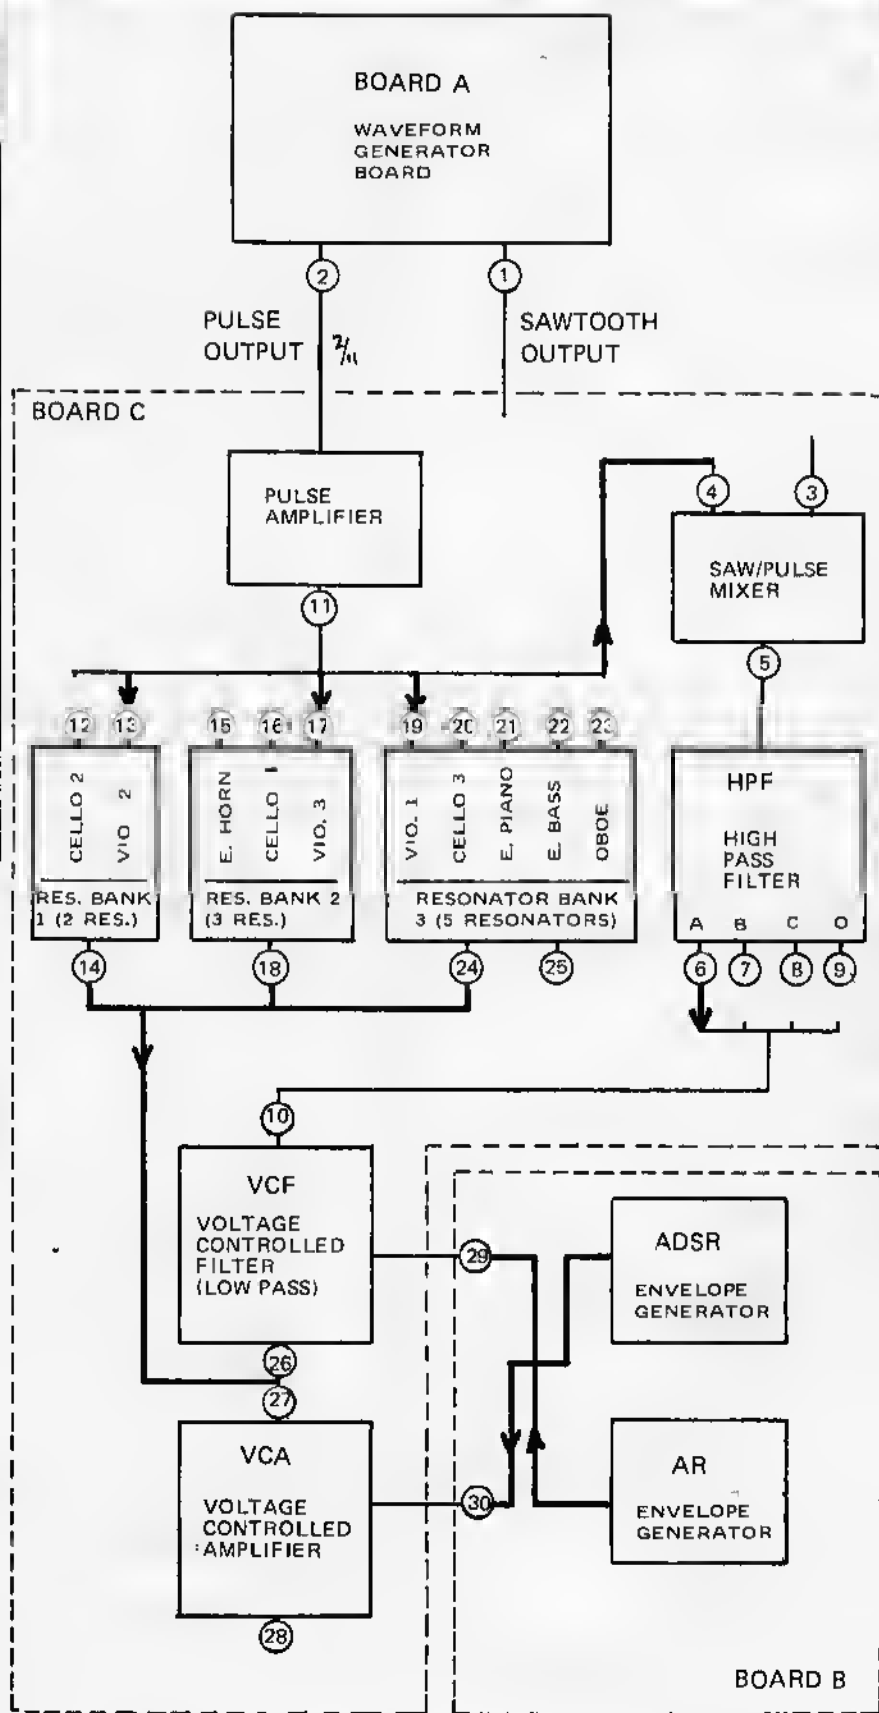 BOARD A
WAVEFORM
GENERATOR
BOARD
2
1
PULSE
OUTPUT
2/11
SAWTOOTH
OUTPUT
BOARD C
PULSE
AMPLIFIER
4
3
SAW/PULSE
MIXER
11
5
12
13
15
16
17
19
20
21
22
23
CELLO 2
VIO 2
E. HORN
CELLO 1
VIO. 3
VIO. 1
CELLO 3
E. PIANO
E. BASS
OBOE
RES. BANK
1 (2 RES.)
RES. BANK 2
(3 RES.)
RESONATOR BANK
3 (5 RESONATORS)
HPF
HIGH
PASS
FILTER
A B C O
14
18
24
25
6
7
8
9
10
VCF
VOLTAGE
CONTROLLED
FILTER
(LOW PASS)
29
ADSR
ENVELOPE
GENERATOR
26
27
VCA
VOLTAGE
CONTROLLED
AMPLIFIER
30
AR
ENVELOPE
GENERATOR
28
BOARD B